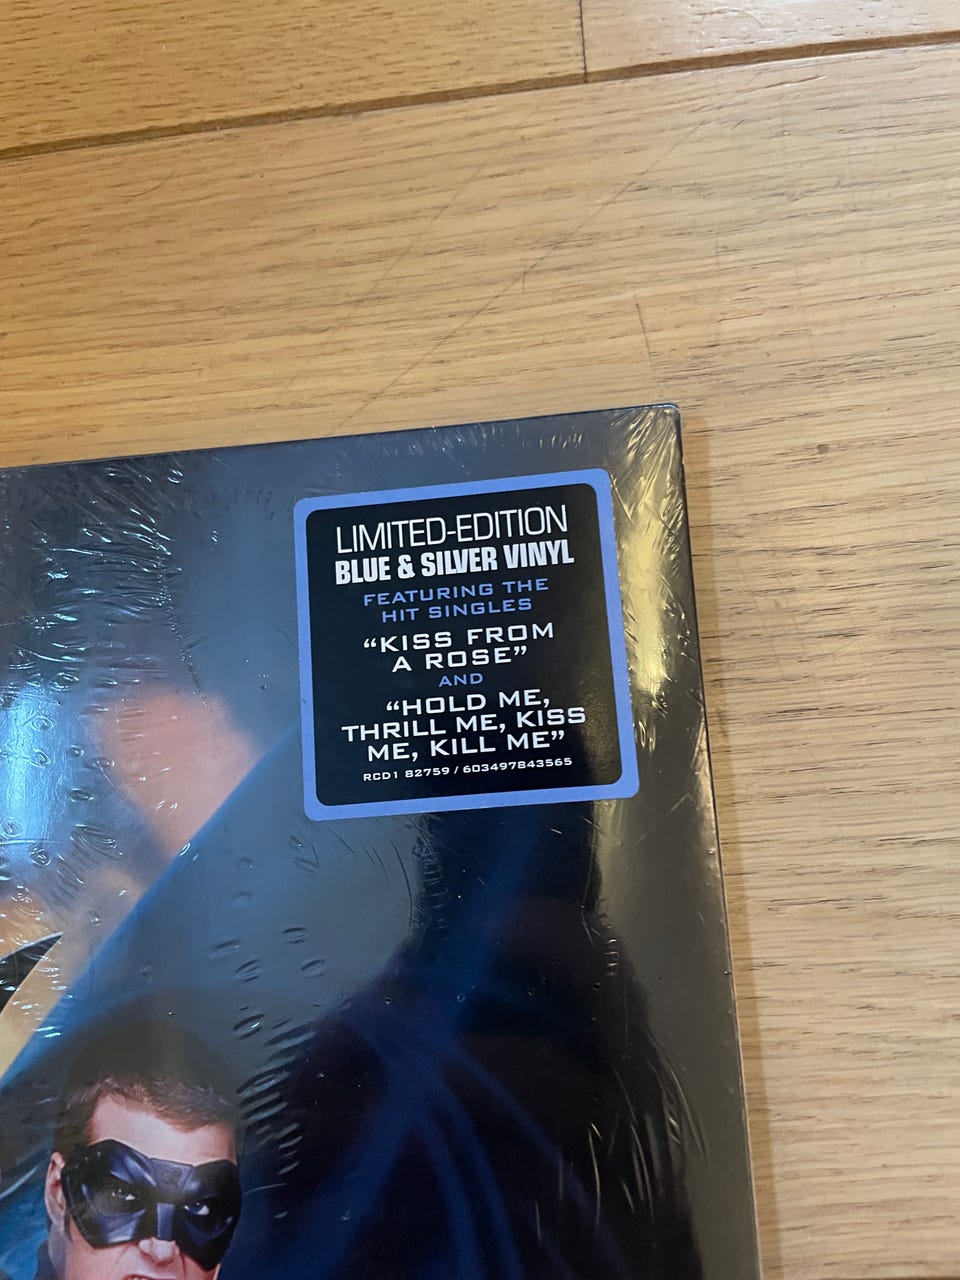 LIMITED-EDITION
BLUE & SILVER VINYL
FEATURING THE
HIT SINGLES
“KISS FROM
A ROSE”
AND
“HOLD ME,
THRILL ME, KISS
ME, KILL ME”
RCD1 82759 / 603497843565